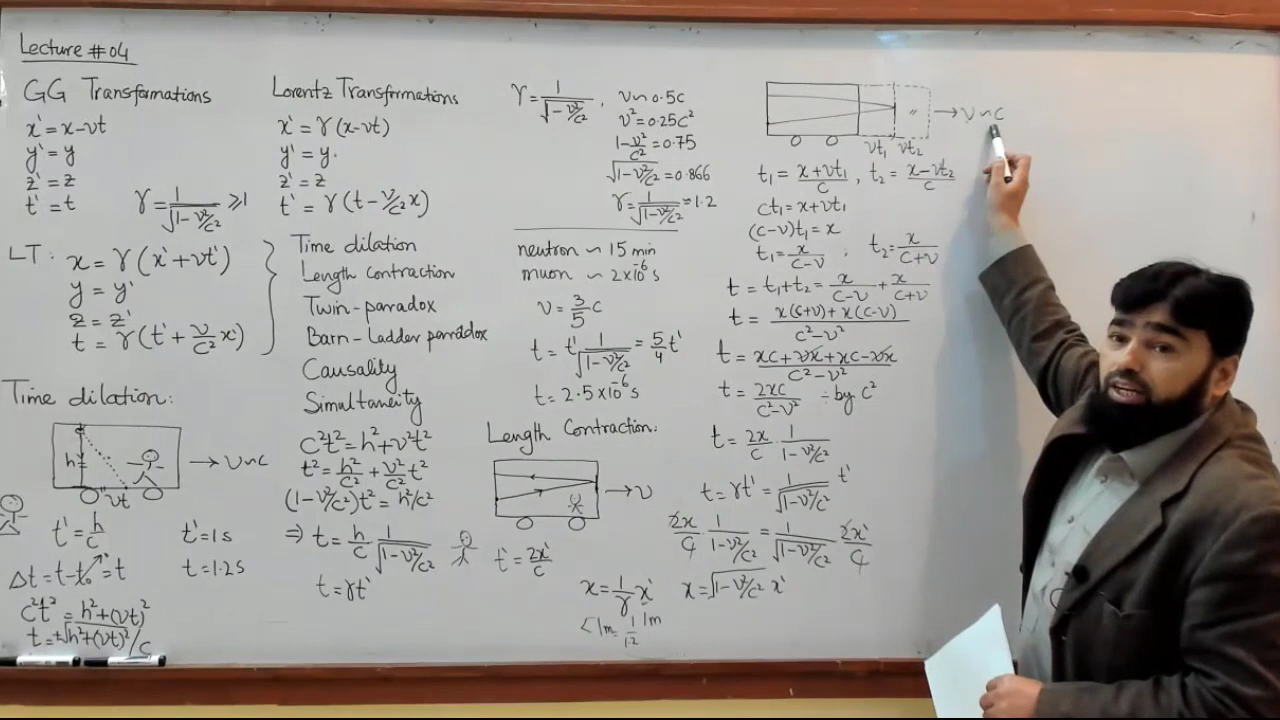 Lecture #04
GG Transformations
x' = x-vt
y' = y
z' = z
t' = t
γ = 1/√(1-v²/c²) ≥ 1
LT: x = γ(x'+vt')
y = y'
z = z'
t = γ(t' + v/c² x')
Time dilation:
h
vt
→ v~c
t' = h/c
t' = 1s
Δt = t-t₀ = t
t = 1.2s
c²t² = h²+(vt)²
t = ±√(h²+(vt)²)/c
Lorentz Transformations
x' = γ(x-vt)
y' = y.
z' = z
t' = γ(t-v/c² x)
Time dilation
Length contraction
Twin-paradox
Barn-Ladder paradox
Causality
Simultaneity
c²t² = h²+v²t²
t² = h²/c² + v²/c² t²
(1-v²/c²)t² = h²/c²
⇒ t = h/c · 1/√(1-v²/c²)
t = γt'
γ = 1/√(1-v²/c²), v~0.5c
v² = 0.25c²
1-v²/c² = 0.75
√(1-v²/c²) = 0.866
γ = 1/√(1-v²/c²) = 1.2
neutron ~ 15 min
muon ~ 2×10⁻⁶s
v = 3/5 c
t = t' 1/√(1-v²/c²) = 5/4 t'
t = 2.5×10⁻⁶s
Length Contraction:
→ v
t' = 2x'/c
x = 1/γ x'
<1m = 1/1.2 1m
→ v~c
vt₁ vt₂
t₁ = (x+vt₁)/c, t₂ = (x-vt₂)/c
ct₁ = x+vt₁
(c-v)t₁ = x
t₁ = x/(c-v) ; t₂ = x/(c+v)
t = t₁+t₂ = x/(c-v) + x/(c+v)
t = (x(c+v)+x(c-v))/(c²-v²)
t = (xc+vx+xc-vx)/(c²-v²)
t = 2xc/(c²-v²) ÷by c²
t = 2x/c · 1/(1-v²/c²)
t = γt' = 1/√(1-v²/c²) t'
2x/c · 1/(1-v²/c²) = 1/√(1-v²/c²) · 2x'/c
x = √(1-v²/c²) x'